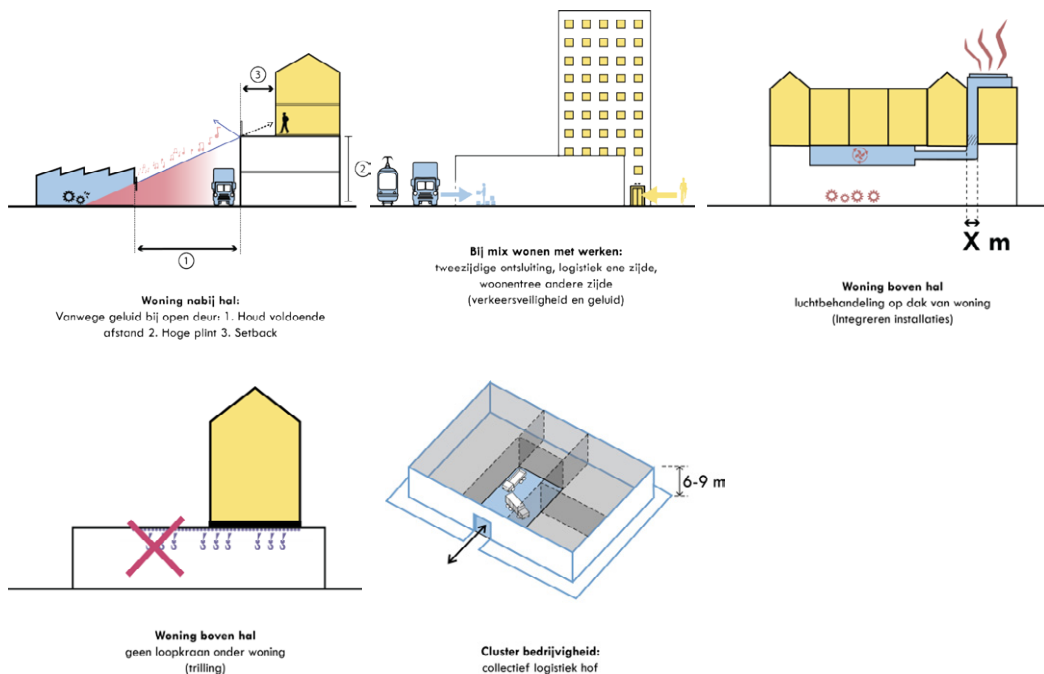 3
2
1
Woning nabij hal:
Vanwege geluid bij open deur: 1. Houd voldoende
afstand 2. Hoge plint 3. Setback
Bij mix wonen met werken:
tweezijdige ontsluiting, logistiek ene zijde,
woonentree andere zijde
(verkeersveiligheid en geluid)
X m
Woning boven hal
luchtbehandeling op dak van woning
(Integreren installaties)
Woning boven hal
geen loopkraan onder woning
(trilling)
6-9 m
Cluster bedrijvigheid:
collectief logistiek hof